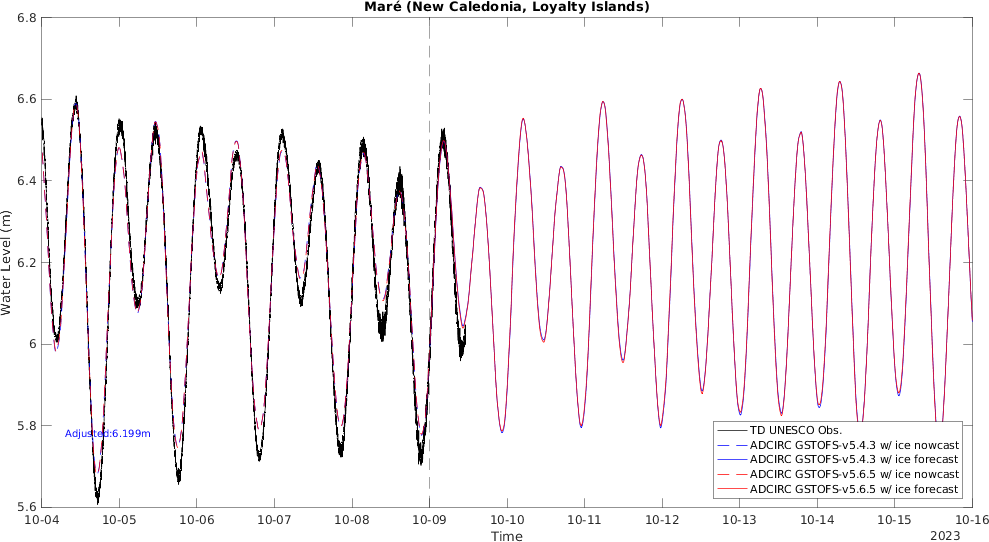 Maré (New Caledonia, Loyalty Islands)
6.8
6.6
6.4
6.2
6
5.8
5.6
Water Level (m)
Adjusted:6.199m
TD UNESCO Obs.
ADCIRC GSTOFS-v5.4.3 w/ ice nowcast
ADCIRC GSTOFS-v5.4.3 w/ ice forecast
ADCIRC GSTOFS-v5.6.5 w/ ice nowcast
ADCIRC GSTOFS-v5.6.5 w/ ice forecast
10-04 10-05 10-06 10-07 10-08 10-09 10-10 10-11 10-12 10-13 10-14 10-15 10-16
Time
2023